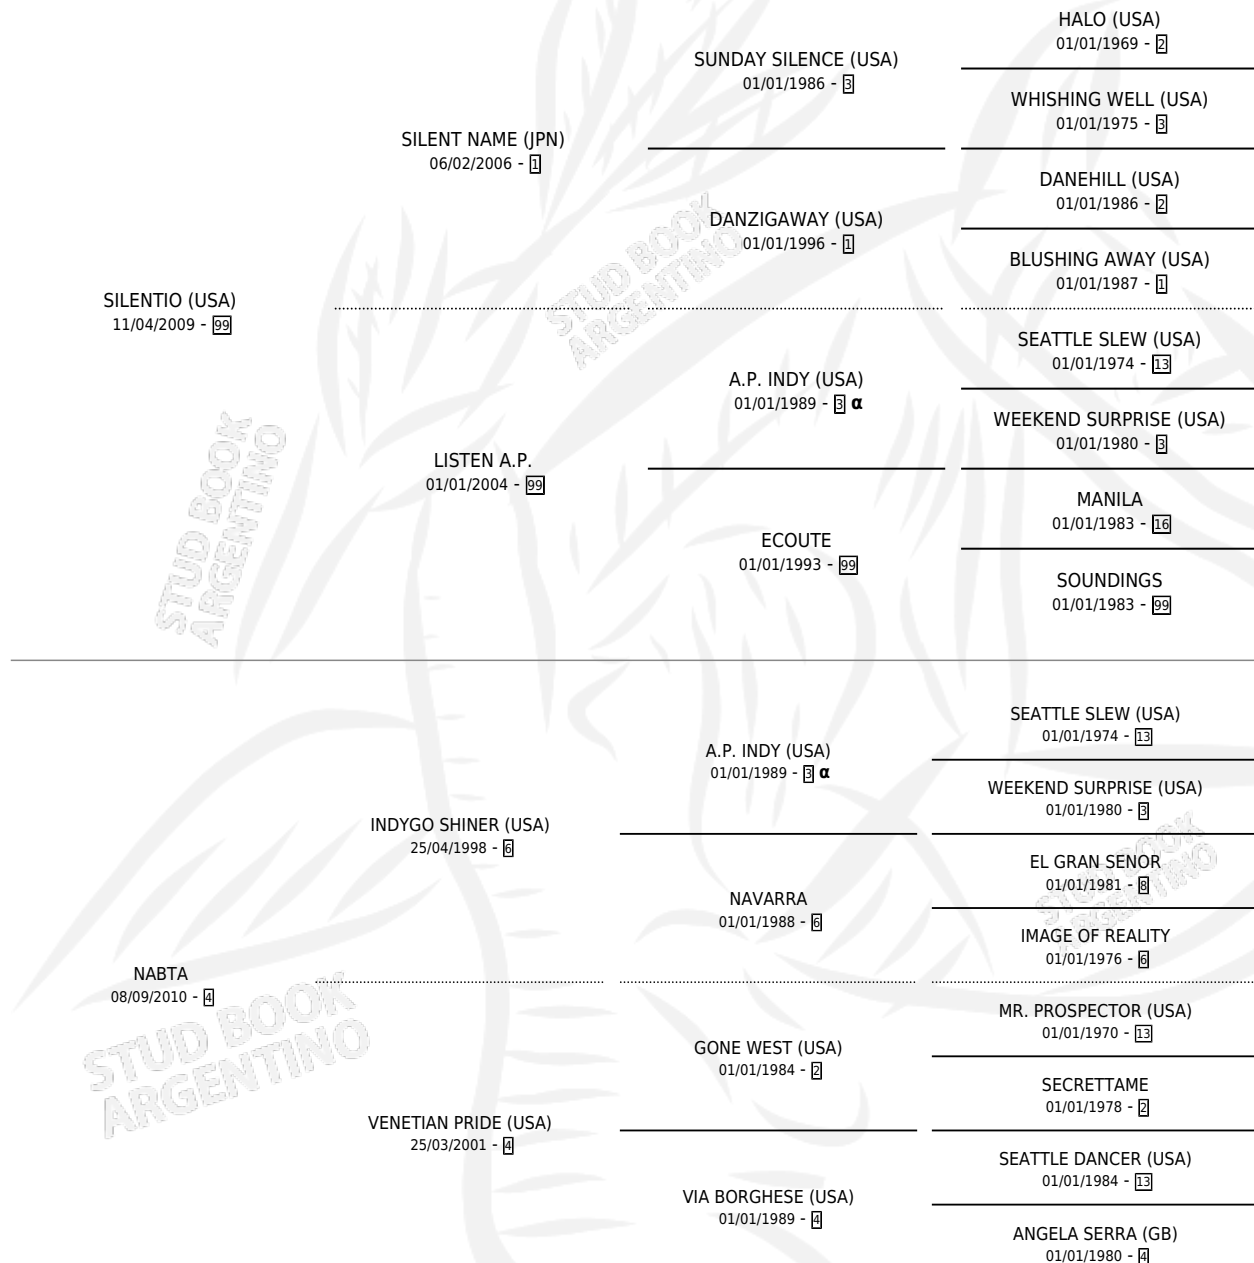 HALO (USA)
01/01/1969 - 2
SUNDAY SILENCE (USA)
01/01/1986 - 3
WHISHING WELL (USA)
01/01/1975 - 3
SILENT NAME (JPN)
06/02/2006 - 1
DANEHILL (USA)
01/01/1986 - 2
DANZIGAWAY (USA)
01/01/1996 - 1
BLUSHING AWAY (USA)
01/01/1987 - 1
SILENTIO (USA)
11/04/2009 - 99
SEATTLE SLEW (USA)
01/01/1974 - 13
A.P. INDY (USA)
01/01/1989 - 3 α
WEEKEND SURPRISE (USA)
01/01/1980 - 3
LISTEN A.P.
01/01/2004 - 99
MANILA
01/01/1983 - 16
ECOUTE
01/01/1993 - 99
SOUNDINGS
01/01/1983 - 99
SEATTLE SLEW (USA)
01/01/1974 - 13
A.P. INDY (USA)
01/01/1989 - 3 α
WEEKEND SURPRISE (USA)
01/01/1980 - 3
INDYGO SHINER (USA)
25/04/1998 - 6
EL GRAN SENOR
01/01/1981 - 8
NAVARRA
01/01/1988 - 6
IMAGE OF REALITY
01/01/1976 - 6
NABTA
08/09/2010 - 4
MR. PROSPECTOR (USA)
01/01/1970 - 13
GONE WEST (USA)
01/01/1984 - 2
SECRETTAME
01/01/1978 - 2
VENETIAN PRIDE (USA)
25/03/2001 - 4
SEATTLE DANCER (USA)
01/01/1984 - 13
VIA BORGHESE (USA)
01/01/1989 - 4
ANGELA SERRA (GB)
01/01/1980 - 4
STUD BOOK
ARGENTINO
STUD BOOK
ARGENTINO
STUD BOOK
ARGENTINO
STUD BOOK
ARGENTINO